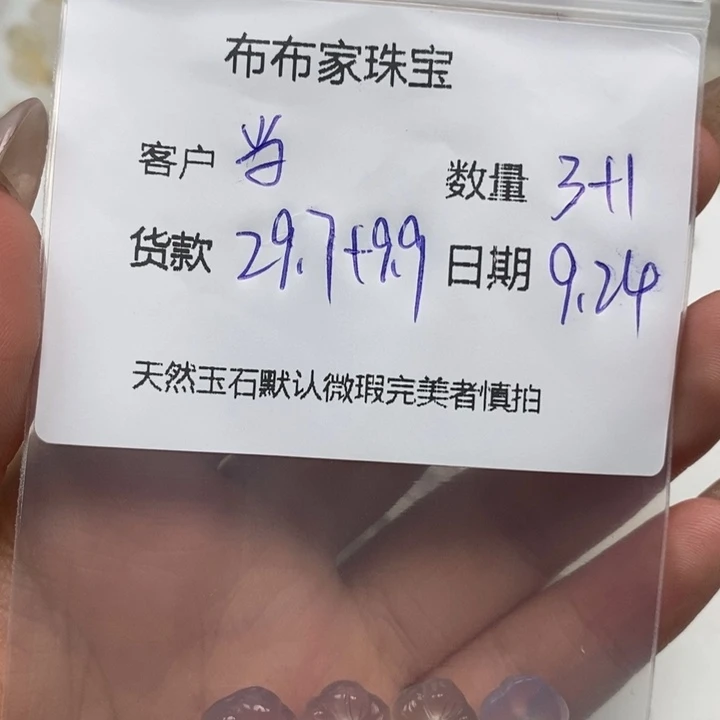 布布家珠宝
客户 当 数量 3+1
货款 29.7+9.9 日期 9.24
天然玉石默认微瑕完美者慎拍